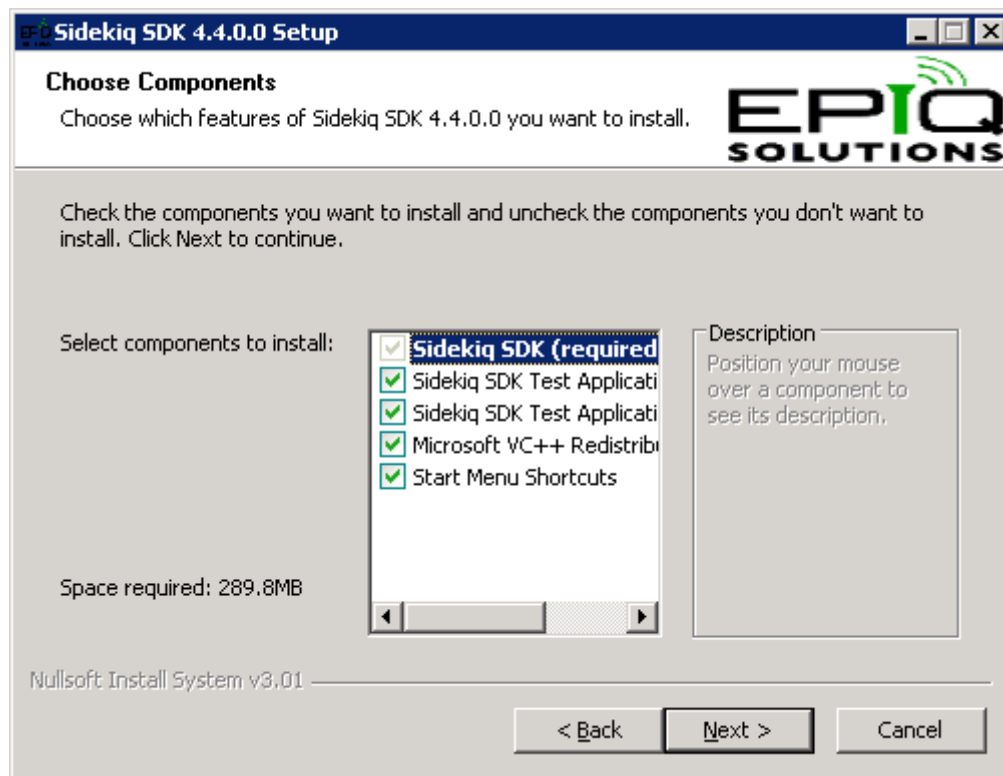 Sidekiq SDK 4.4.0.0 Setup
Choose Components
Choose which features of Sidekiq SDK 4.4.0.0 you want to install.
EPIQ
SOLUTIONS
Check the components you want to install and uncheck the components you don't want to
install. Click Next to continue.
Select components to install:
Sidekiq SDK (required
Sidekiq SDK Test Applicati
Sidekiq SDK Test Applicati
Microsoft VC++ Redistribu
Start Menu Shortcuts
Description
Position your mouse
over a component to
see its description.
Space required: 289.8MB
Nullsoft Install System v3.01
< Back
Next >
Cancel